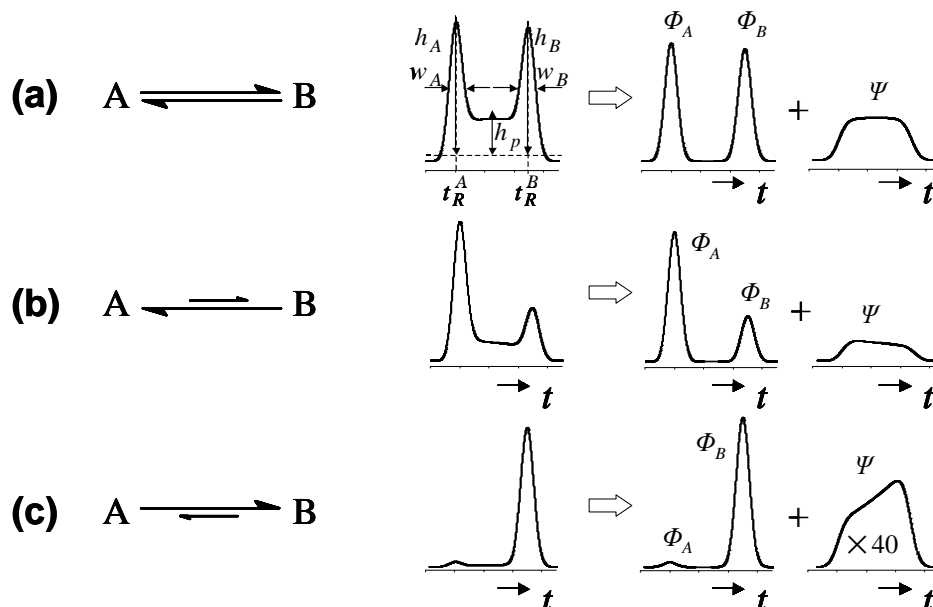 (a) A B h_A h_B Φ_A Φ_B
w_A w_B + Ψ
h_p
t_R^A t_R^B t t
(b) A B Φ_A Φ_B + Ψ
t t t
(c) A B Φ_B Ψ
Φ_A + ×40
t t t